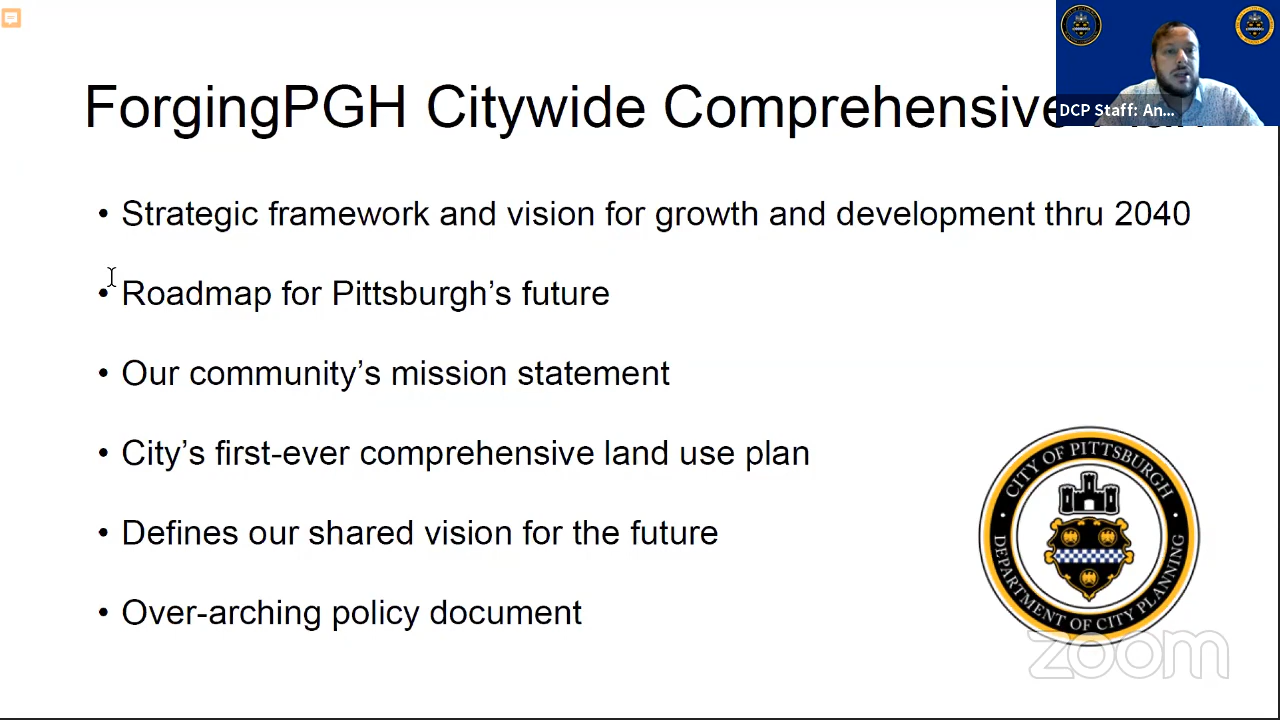 ForgingPGH Citywide Comprehensive
DCP Staff: An...
• Strategic framework and vision for growth and development thru 2040
• Roadmap for Pittsburgh’s future
• Our community’s mission statement
• City’s first-ever comprehensive land use plan
• Defines our shared vision for the future
• Over-arching policy document
CITY OF PITTSBURGH
DEPARTMENT OF CITY PLANNING
zoom